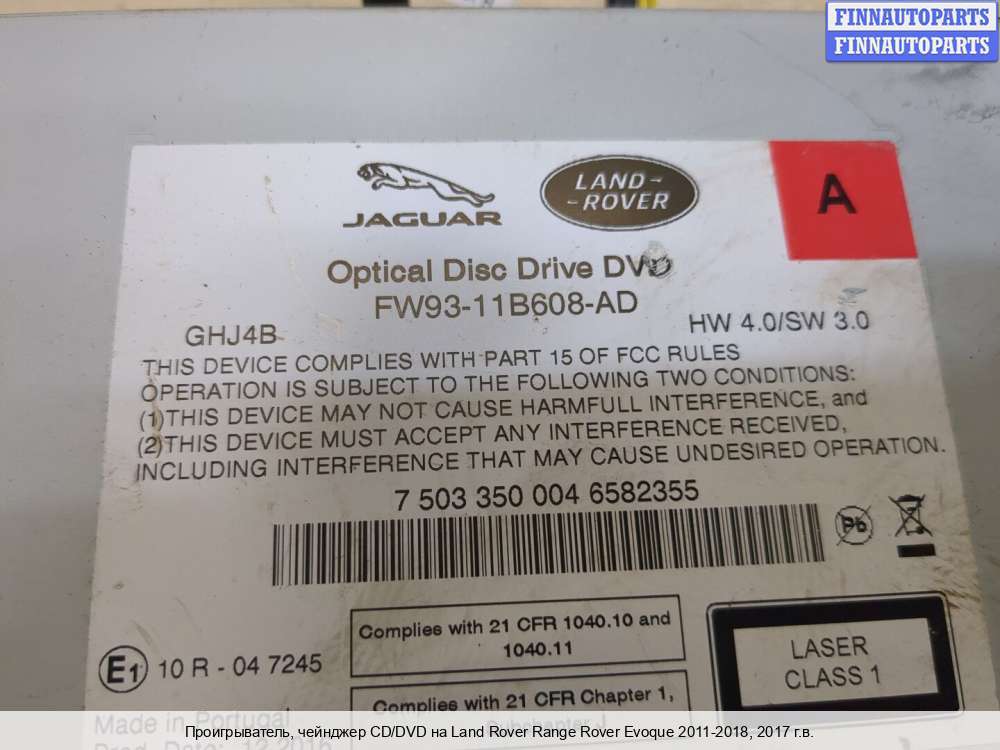 FINNAUTOPARTS
FINNAUTOPARTS
JAGUAR
LAND-
-ROVER
A
Optical Disc Drive DVD
FW93-11B608-AD
GHJ4B
HW 4.0/SW 3.0
THIS DEVICE COMPLIES WITH PART 15 OF FCC RULES
OPERATION IS SUBJECT TO THE FOLLOWING TWO CONDITIONS:
(1)THIS DEVICE MAY NOT CAUSE HARMFULL INTERFERENCE, and
(2)THIS DEVICE MUST ACCEPT ANY INTERFERENCE RECEIVED,
INCLUDING INTERFERENCE THAT MAY CAUSE UNDESIRED OPERATION.
7 503 350 004 6582355
Pb
E1 10 R - 04 7245
Complies with 21 CFR 1040.10 and
1040.11
LASER
CLASS 1
Complies with 21 CFR Chapter 1,
Subchapter J
Made in Portugal
Prod. Date: 12.2016
Проигрыватель, чейнджер CD/DVD на Land Rover Range Rover Evoque 2011-2018, 2017 г.в.